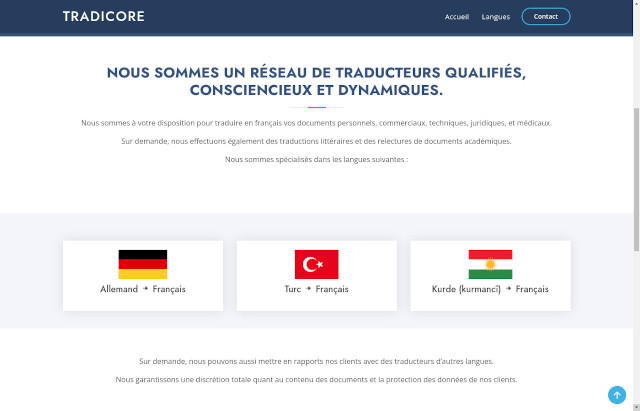 TRADICORE
Accueil Langues Contact
NOUS SOMMES UN RÉSEAU DE TRADUCTEURS QUALIFIÉS,
CONSCIENCIEUX ET DYNAMIQUES.
Nous sommes à votre disposition pour traduire en français vos documents personnels, commerciaux, techniques, juridiques, et médicaux.
Sur demande, nous effectuons également des traductions littéraires et des relectures de documents académiques.
Nous sommes spécialisés dans les langues suivantes :
Allemand → Français
Turc → Français
Kurde (kurmancî) → Français
Sur demande, nous pouvons aussi mettre en rapports nos clients avec des traducteurs d'autres langues.
Nous garantissons une discrétion totale quant au contenu des documents et la protection des données de nos clients.